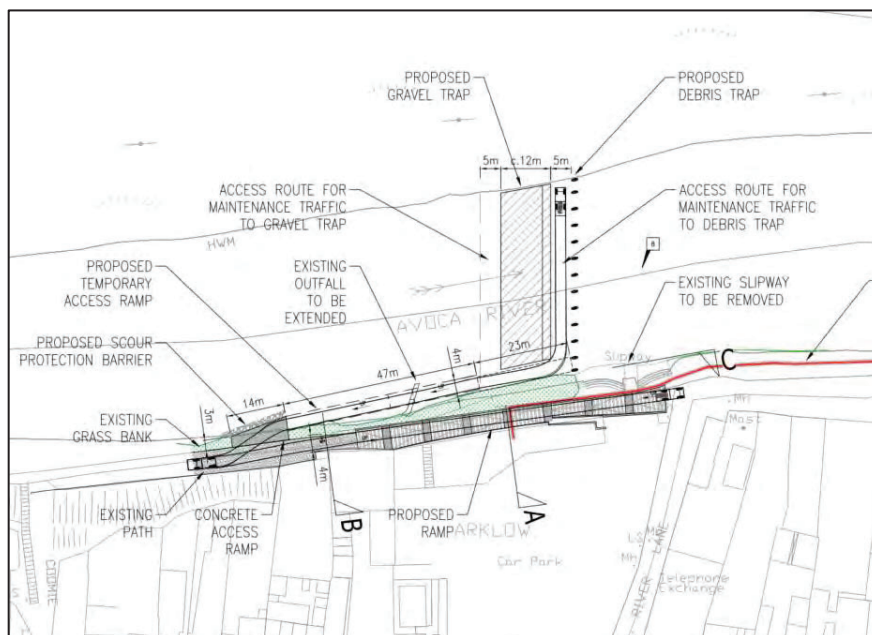 PROPOSED
GRAVEL TRAP
PROPOSED
DEBRIS TRAP
5m
c.12m
5m
ACCESS ROUTE FOR
MAINTENANCE TRAFFIC
TO GRAVEL TRAP
ACCESS ROUTE FOR
MAINTENANCE TRAFFIC
TO DEBRIS TRAP
HWM
PROPOSED
TEMPORARY
ACCESS RAMP
EXISTING
OUTFALL
TO BE
EXTENDED
EXISTING SLIPWAY
TO BE REMOVED
AVOCA RIVER
PROPOSED SCOUR
PROTECTION BARRIER
23m
Slipway
47m
4m
C
14m
3m
EXISTING
GRASS BANK
MH
Mast
4m
EXISTING
PATH
CONCRETE
ACCESS
RAMP
B
PROPOSED
RAMP
A
ARKLOW
Car Park
LS
MH
RIVER LANE
Telephone
Exchange